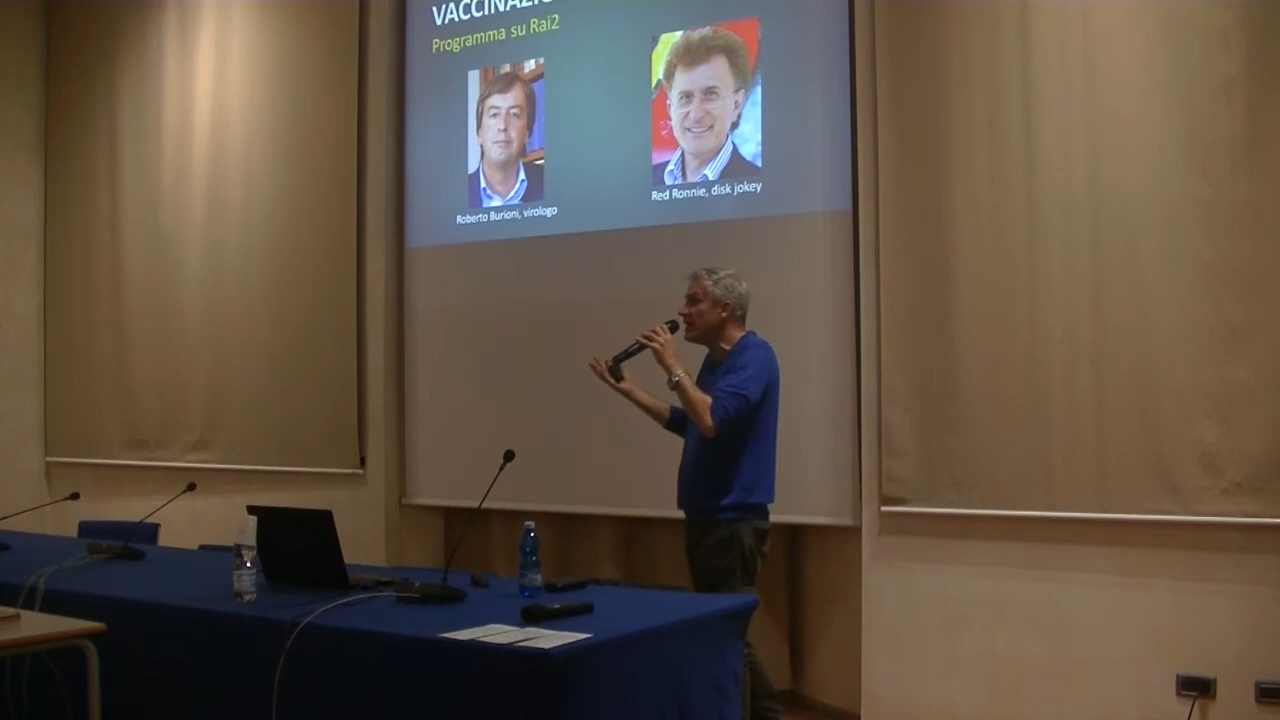 VACCINAZIO
Programma su Rai2
Roberto Burioni, virologo
Red Ronnie, disk jokey